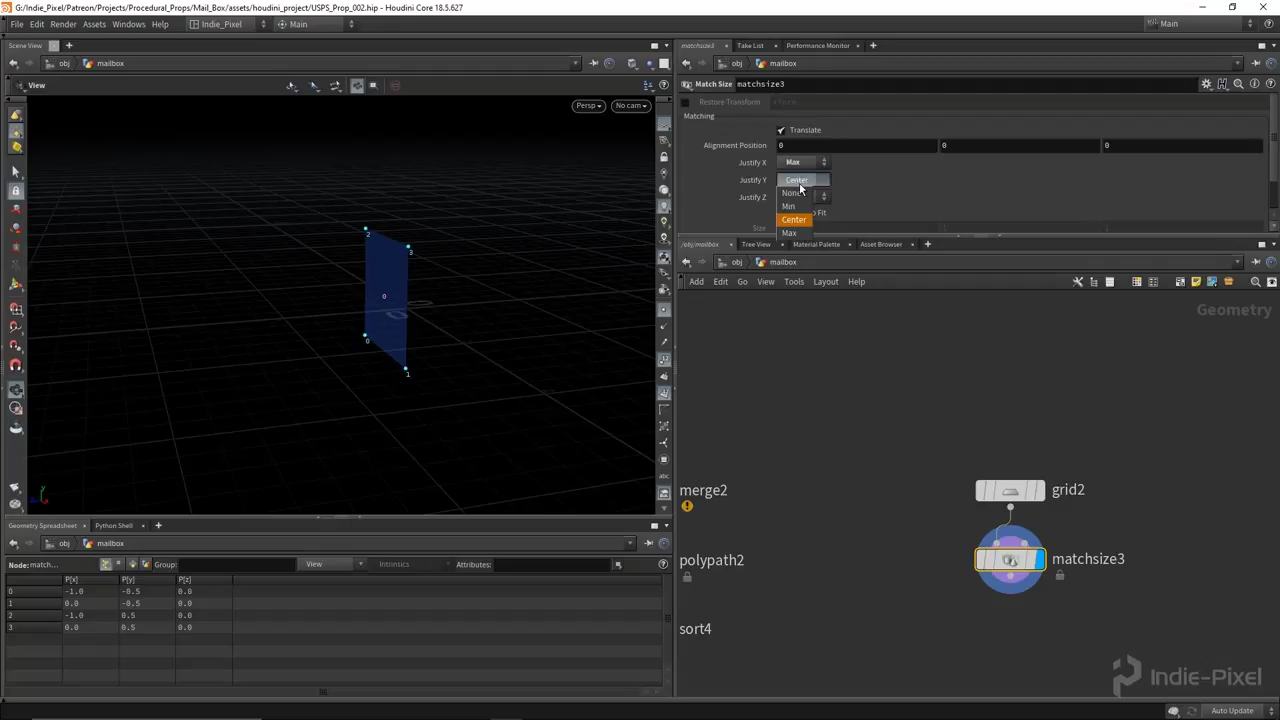 G:/Indie_Pixel/Patreon/Projects/Procedural_Props/Mail_Box/assets/houdini_project/USPS_Prop_002.hip - Houdini Core 18.5.627
File Edit Render Assets Windows Help Indie_Pixel Main Main
Scene View
obj mailbox
View
Persp No cam
2
3
0
0
1
y
Geometry Spreadsheet Python Shell
obj mailbox
Node: match... Group: View Intrinsics Attributes:
P[x] P[y] P[z]
0 -1.0 -0.5 0.0
1 0.0 -0.5 0.0
2 -1.0 0.5 0.0
3 0.0 0.5 0.0
matchsize3 Take List Performance Monitor
obj mailbox
Match Size matchsize3
Restore Transform
Matching
Translate
Alignment Position 0 0 0
Justify X Max
Justify Y Center
None
Justify Z
Min
Fit
Center
Size
Max
/obj/mailbox Tree View Material Palette Asset Browser
obj mailbox
Add Edit Go View Tools Layout Help
Geometry
merge2
grid2
polypath2
matchsize3
sort4
Indie-Pixel
Auto Update